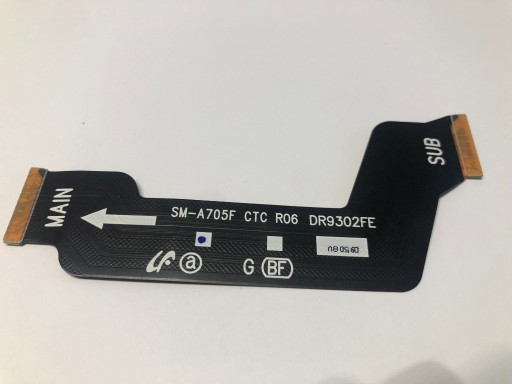 MAIN
SM-A705F CTC R06 DR9302FE
SUB
a
G BF